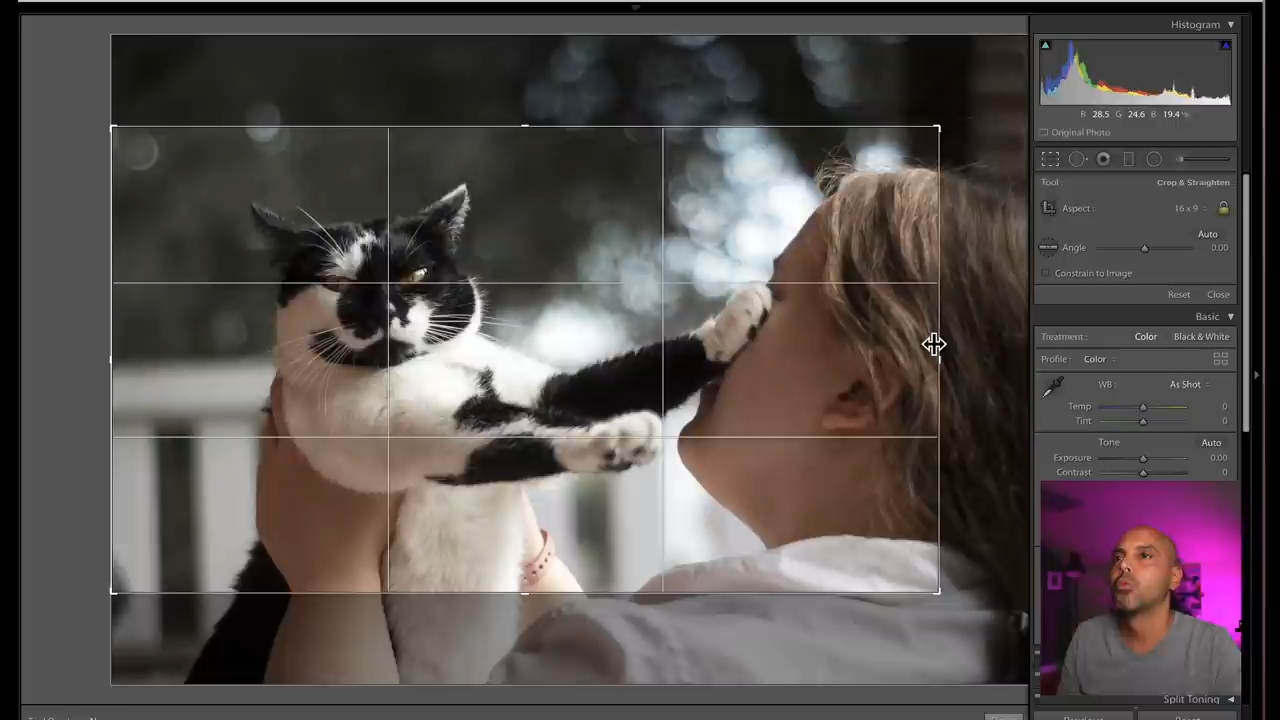 Histogram
R 28.5 G 24.6 B 19.4 %
Original Photo
Tool : Crop & Straighten
Aspect : 16 x 9
Auto
Angle 0.00
Constrain to Image
Reset Close
Basic
Treatment : Color Black & White
Profile : Color
WB : As Shot
Temp 0
Tint 0
Tone Auto
Exposure 0.00
Contrast 0
Split Toning